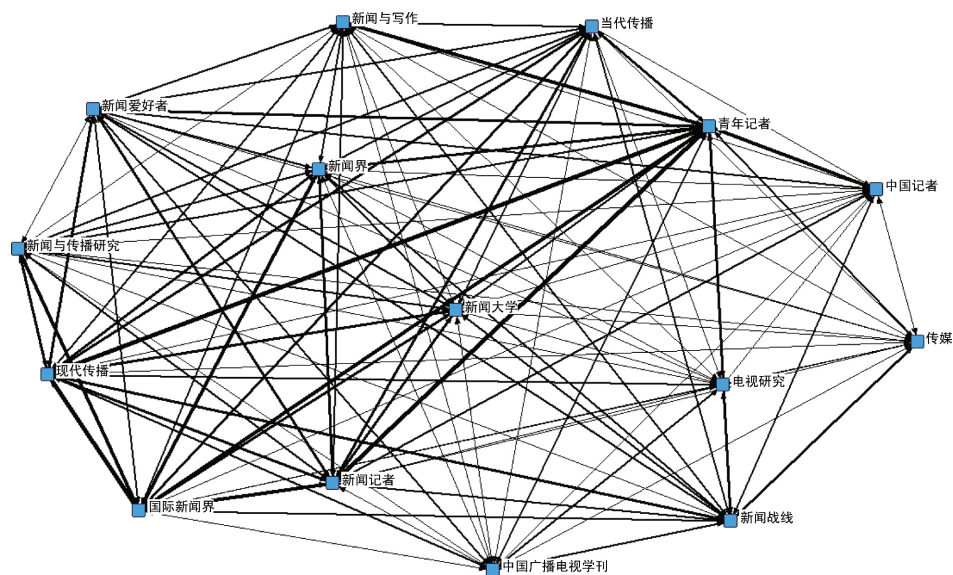 新闻与写作
当代传播
新闻爱好者
青年记者
新闻界
中国记者
新闻与传播研究
新闻大学
传媒
现代传播
电视研究
新闻记者
国际新闻界
新闻战线
中国广播电视学刊